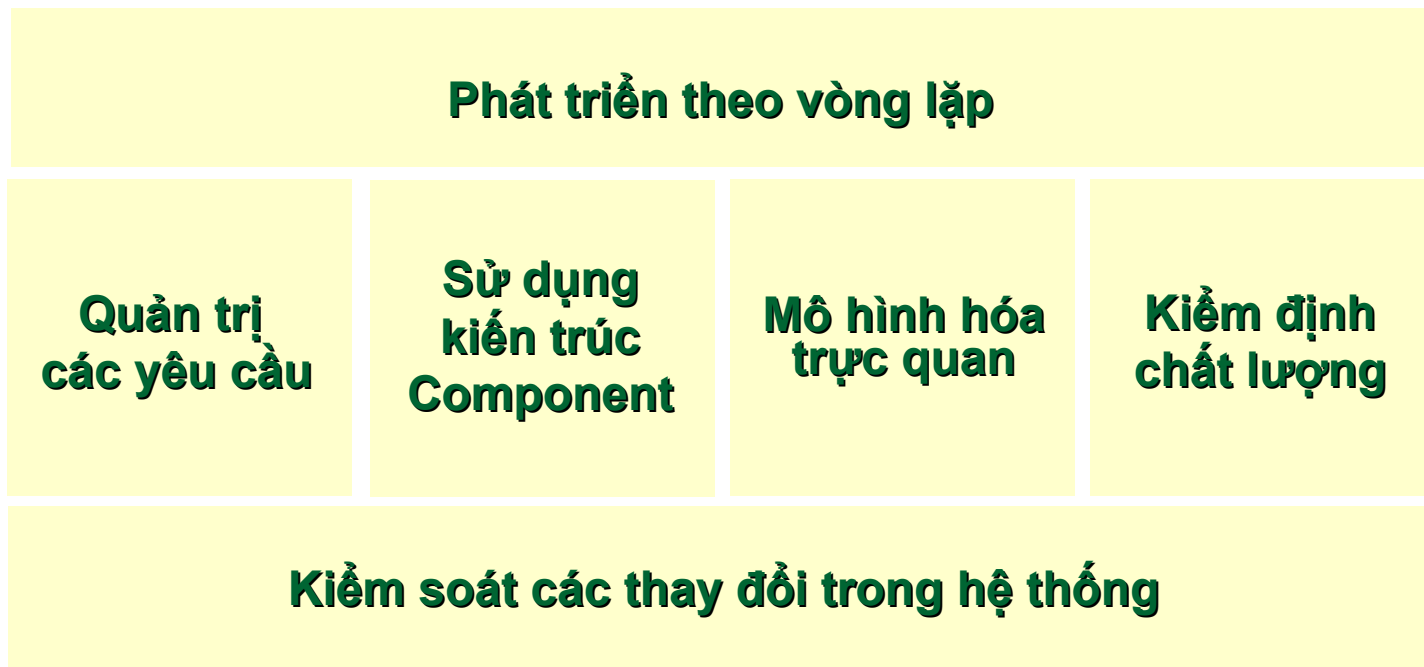 Phát triển theo vòng lặp
Quản trị
các yêu cầu
Sử dụng
kiến trúc
Component
Mô hình hóa
trực quan
Kiểm định
chất lượng
Kiểm soát các thay đổi trong hệ thống